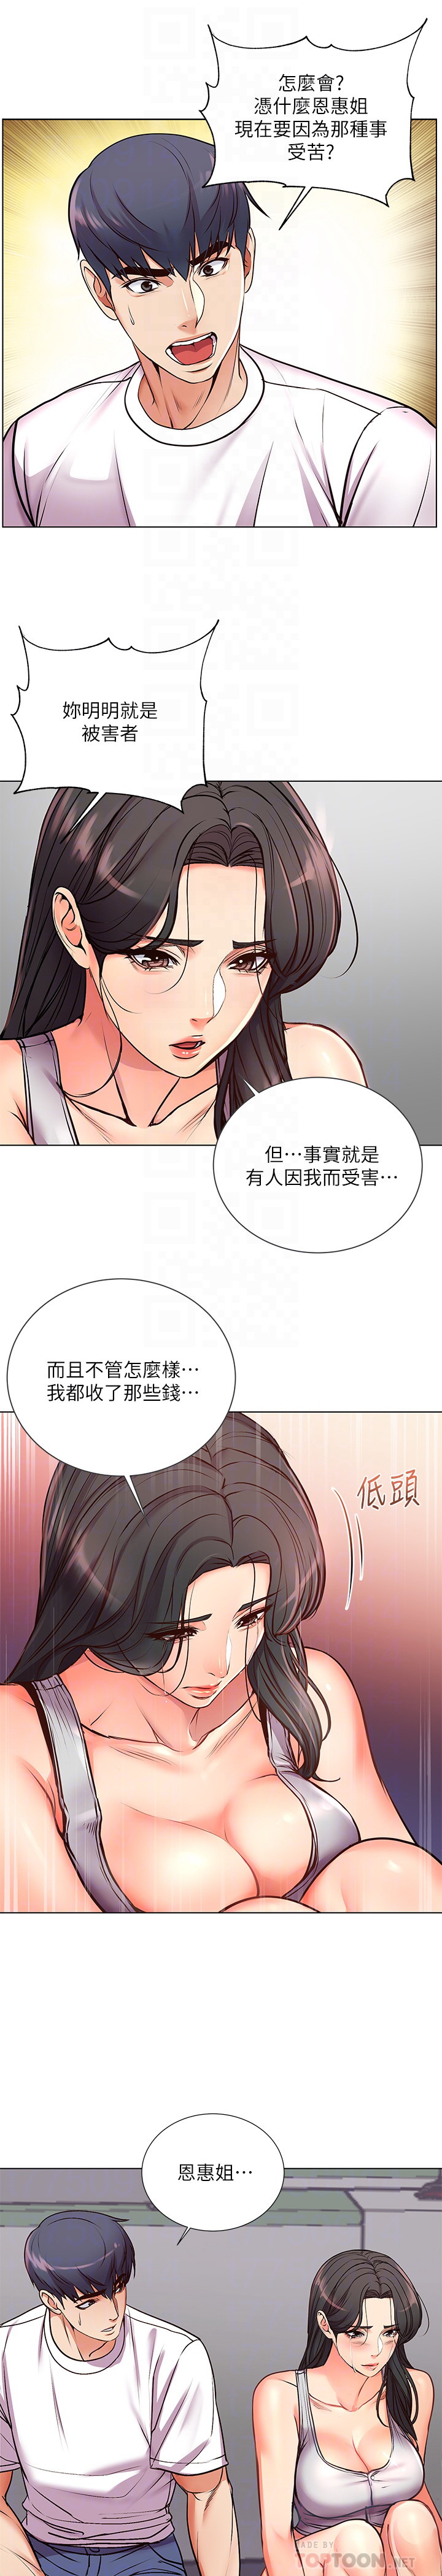 怎麼會?
憑什麼恩惠姐
現在要因為那種事
受苦?
妳明明就是
被害者
但⋯事實就是
有人因我而受害⋯
而且不管怎麼樣⋯
我都收了那些錢⋯
低頭
恩惠姐⋯
MADE BY
TOPTOON.NET